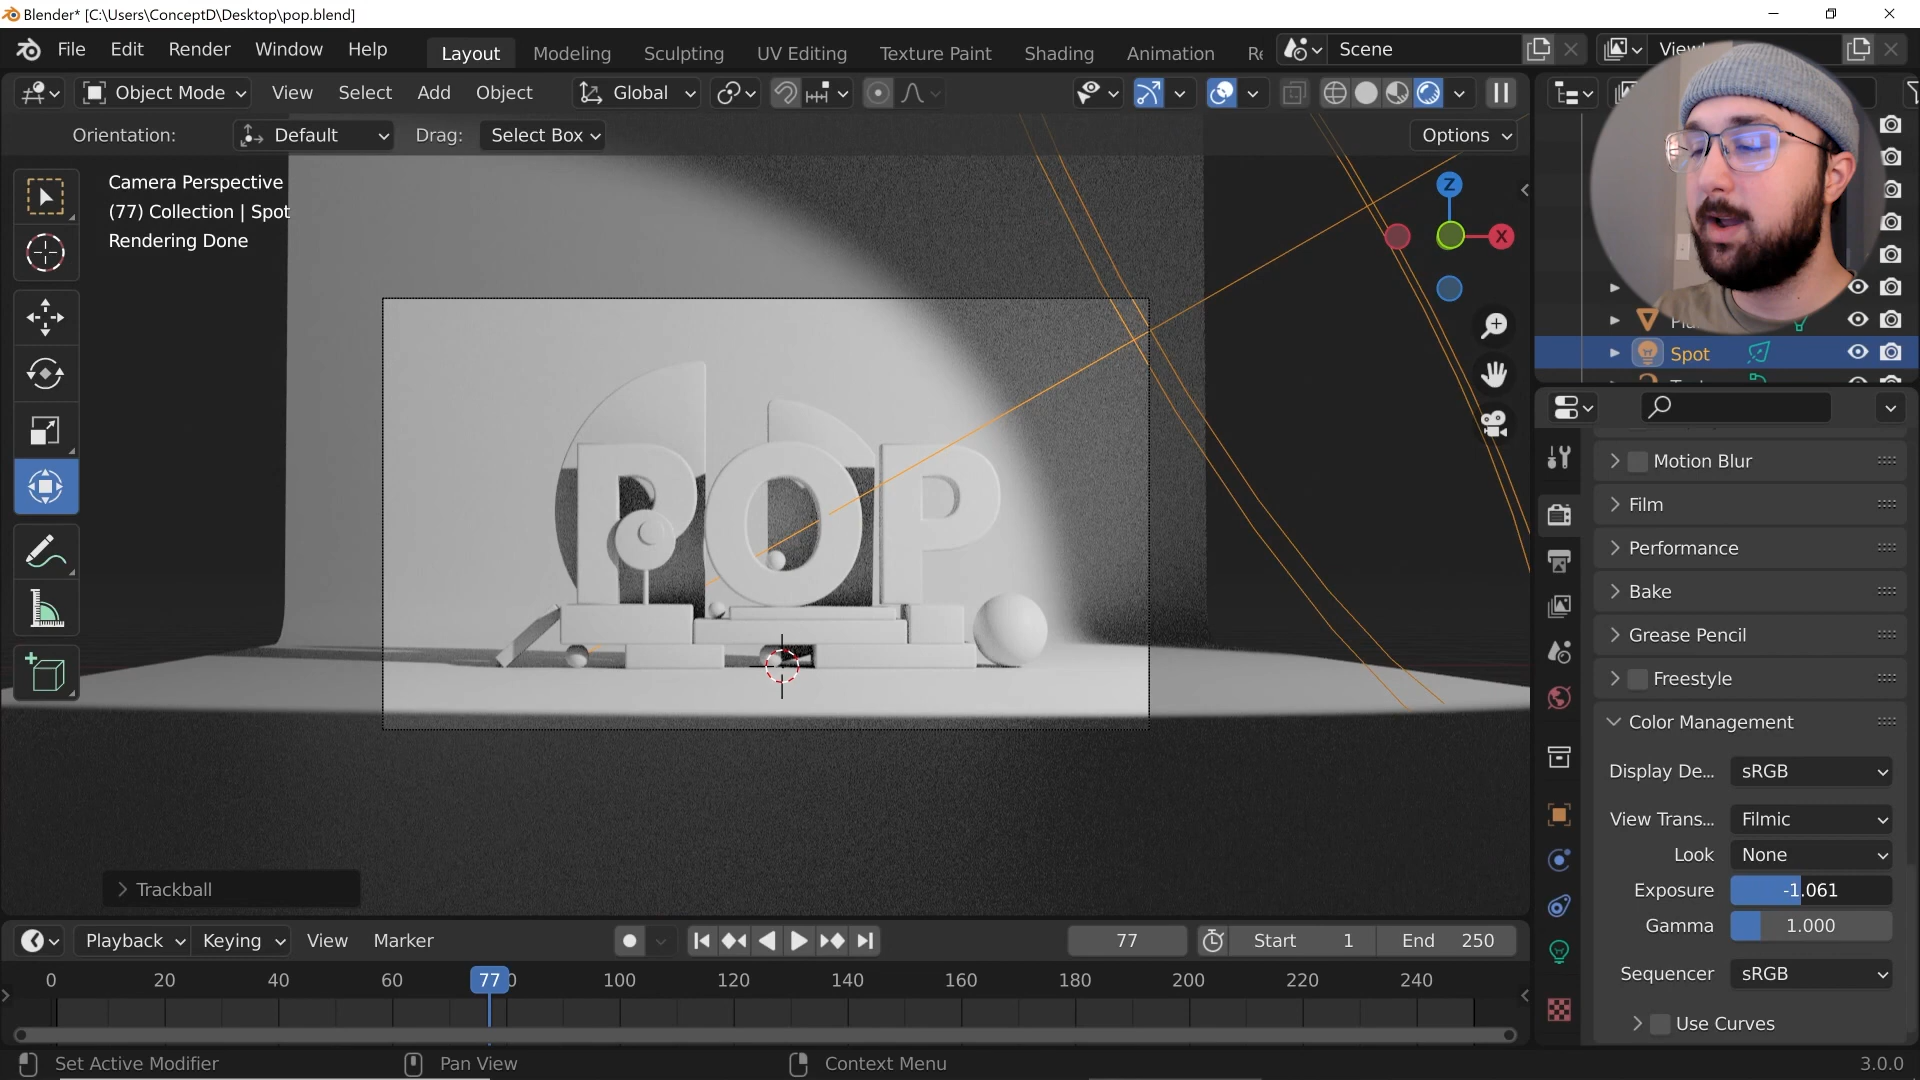 Blender* [C:\Users\ConceptD\Desktop\pop.blend]
File Edit Render Window Help
Layout Modeling Sculpting UV Editing Texture Paint Shading Animation Re
Scene
View
Object Mode View Select Add Object Global
Orientation: Default Drag: Select Box Options
Camera Perspective
(77) Collection | Spot
Rendering Done
Z
X
POP
Spot
Motion Blur
Film
Performance
Bake
Grease Pencil
Freestyle
Color Management
Display De... sRGB
View Trans... Filmic
Look None
Exposure -1.061
Gamma 1.000
Sequencer sRGB
Use Curves
Trackball
Playback Keying View Marker 77 Start 1 End 250
0 20 40 60 77 100 120 140 160 180 200 220 240
Set Active Modifier Pan View Context Menu 3.0.0